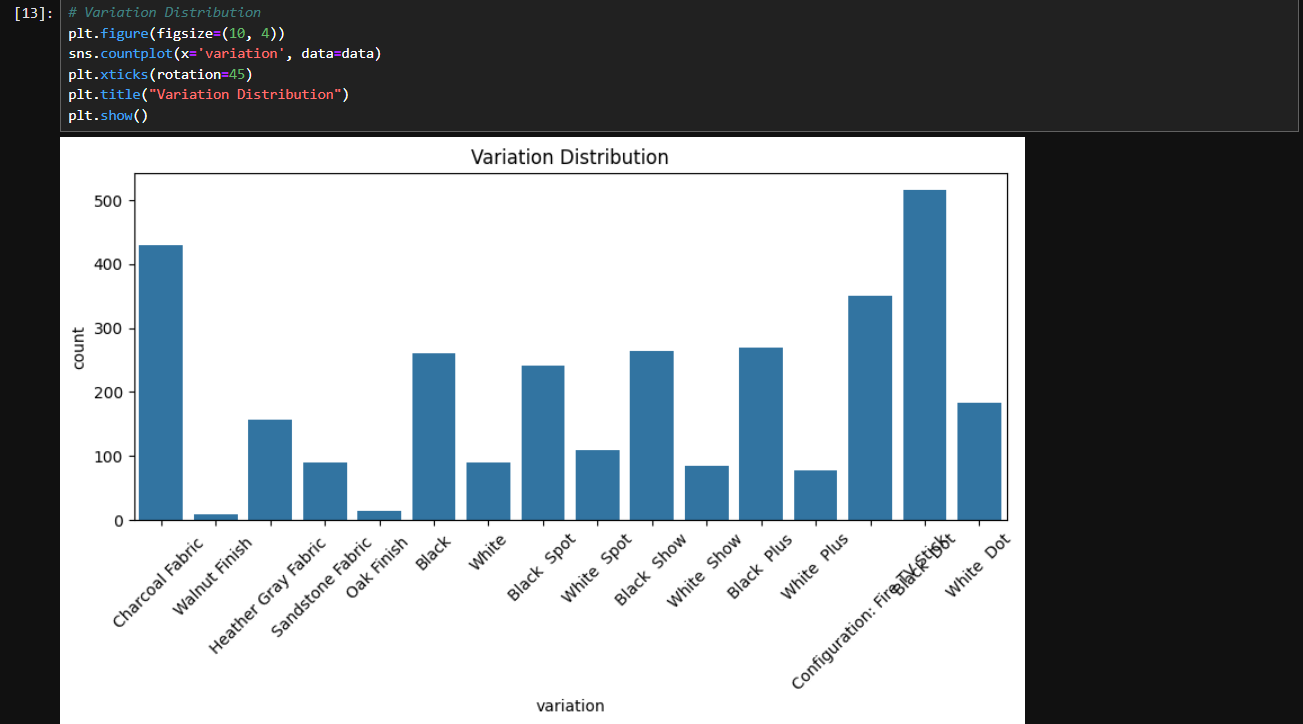 [13]:
# Variation Distribution
plt.figure(figsize=(10, 4))
sns.countplot(x='variation', data=data)
plt.xticks(rotation=45)
plt.title("Variation Distribution")
plt.show()
Variation Distribution
count
500
400
300
200
100
0
Charcoal Fabric
Walnut Finish
Heather Gray Fabric
Sandstone Fabric
Oak Finish
Black
White
Black  Spot
White  Spot
Black  Show
White  Show
Black  Plus
White  Plus
Configuration: Fire TV Stick
Black  Dot
White  Dot
variation